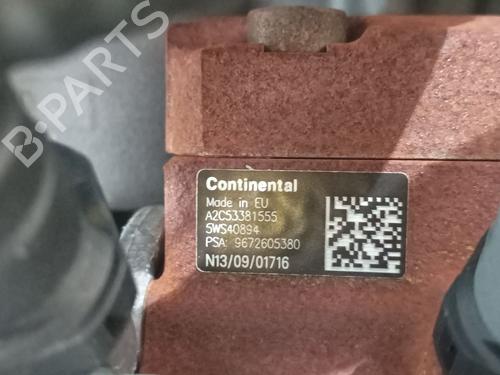 B-PARTS
Continental
Made in EU
A2C53381555
5WS40894
PSA: 9672605380
N13/09/01716